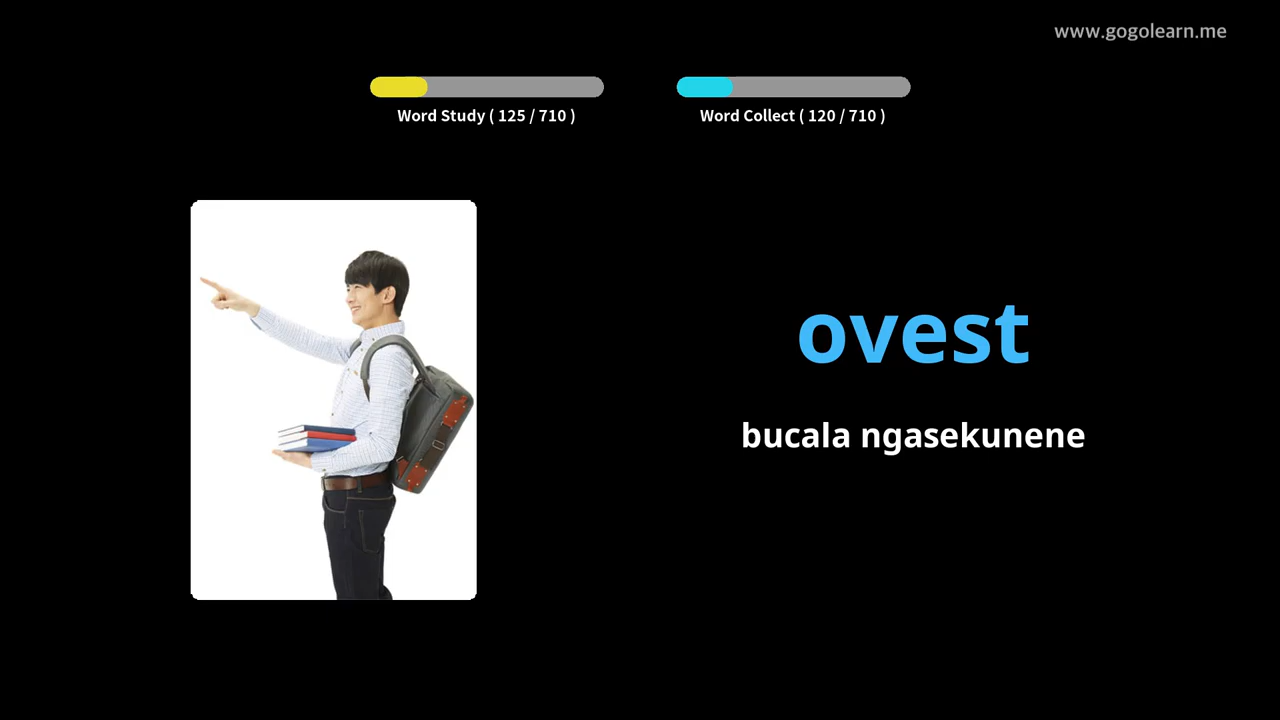 www.gogolearn.me
Word Study ( 125 / 710 )
Word Collect ( 120 / 710 )
ovest
bucala ngasekunene